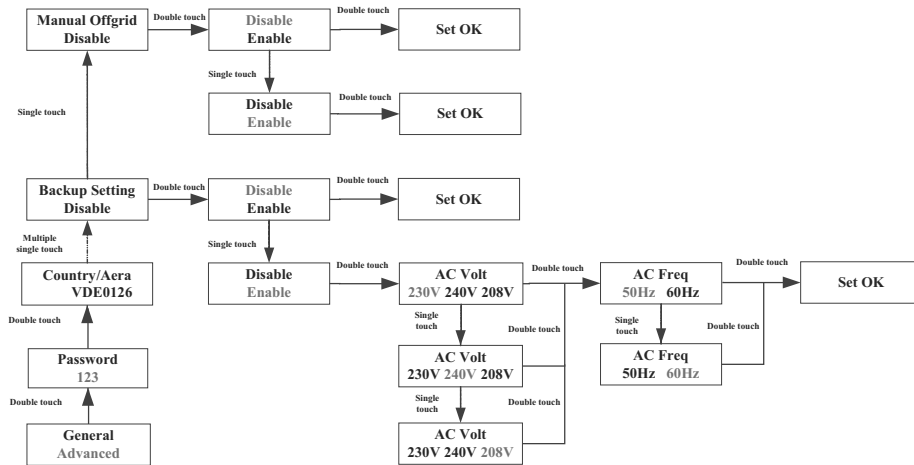 Manual Offgrid
Disable
Double touch
Disable
Enable
Double touch
Set OK
Single touch
Single touch
Disable
Enable
Double touch
Set OK
Backup Setting
Disable
Double touch
Disable
Enable
Double touch
Set OK
Multiple
single touch
Single touch
Country/Aera
VDE0126
Disable
Enable
Double touch
AC Volt
230V 240V 208V
Double touch
AC Freq
50Hz 60Hz
Double touch
Set OK
Double touch
Single
touch
Double touch
Single
touch
Double touch
Password
123
AC Volt
230V 240V 208V
AC Freq
50Hz 60Hz
Double touch
Single
touch
Double touch
General
Advanced
AC Volt
230V 240V 208V